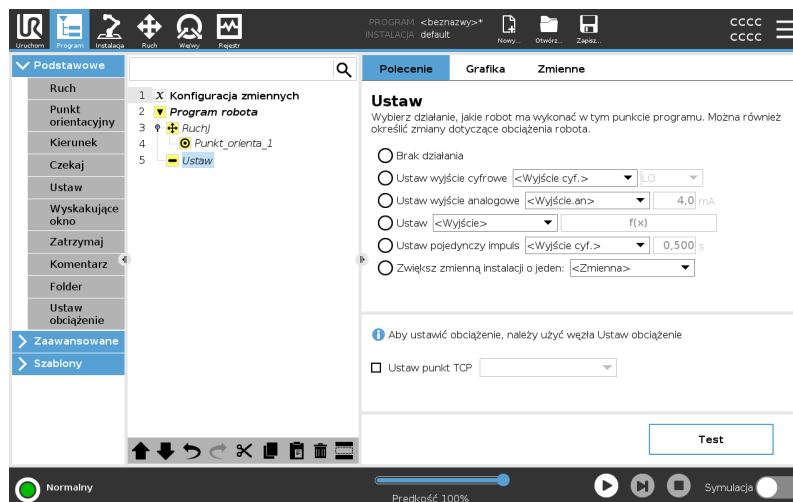 Uruchom
Program
Instalacja
Ruch
We/wy
Rejestr
PROGRAM <beznazwy>*
INSTALACJA default
Nowy...
Otwórz...
Zapisz...
CCCC
CCCC
Podstawowe
Ruch
Punkt
orientacyjny
Kierunek
Czekaj
Ustaw
Wyskakujące
okno
Zatrzymaj
Komentarz
Folder
Ustaw
obciążenie
Zaawansowane
Szablony
1 X Konfiguracja zmiennych
2 Program robota
3 RuchJ
4 Punkt_orienta_1
5 Ustaw
Polecenie Grafika Zmienne
Ustaw
Wybierz działanie, jakie robot ma wykonać w tym punkcie programu. Można również
określić zmiany dotyczące obciążenia robota.
Brak działania
Ustaw wyjście cyfrowe <Wyjście cyf.> LO
Ustaw wyjście analogowe <Wyjście.an> 4,0 mA
Ustaw <Wyjście> f(x)
Ustaw pojedynczy impuls <Wyjście cyf.> 0,500 s
Zwiększ zmienną instalacji o jeden: <Zmienna>
Aby ustawić obciążenie, należy użyć węzła Ustaw obciążenie
Ustaw punkt TCP
Test
Normalny
Prędkość 100%
Symulacja